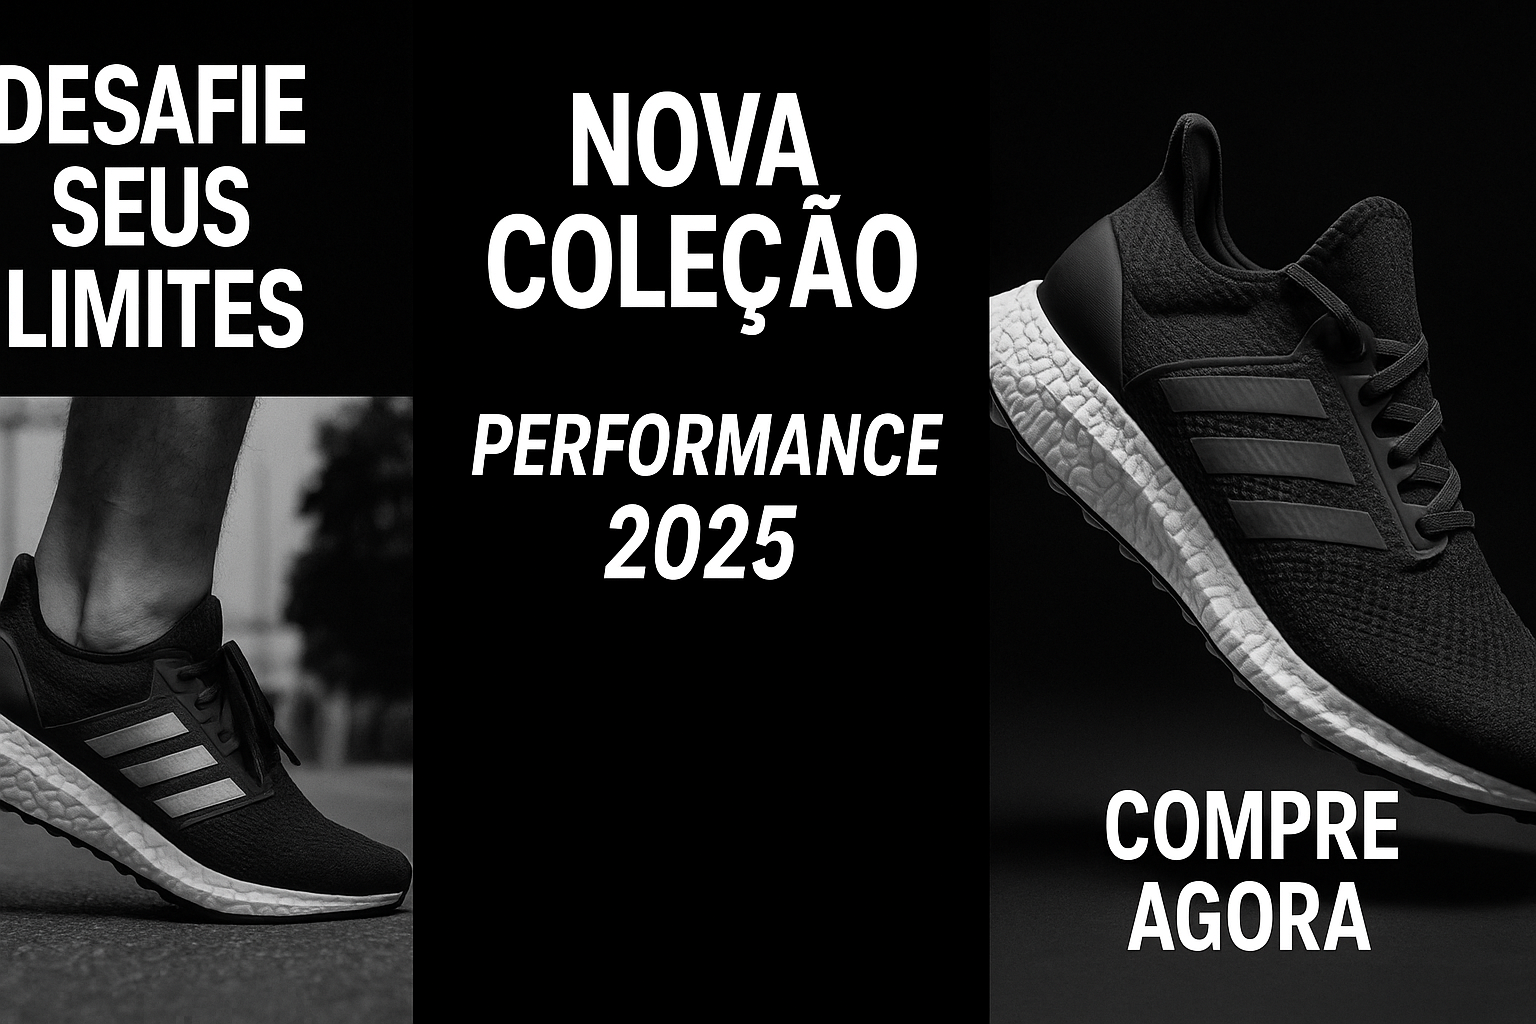 DESAFIE
SEUS
LIMITES
NOVA
COLEÇÃO
PERFORMANCE
2025
COMPRE
AGORA